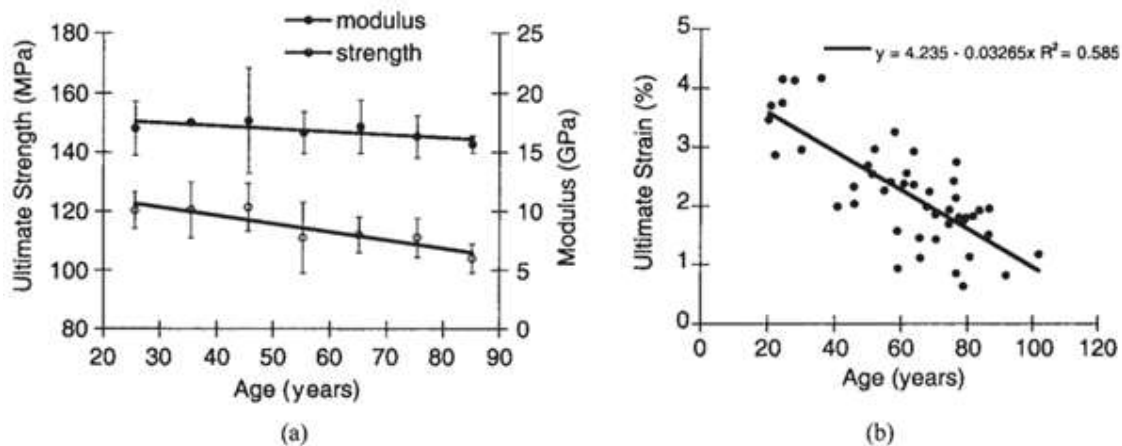 modulus
strength
Ultimate Strength (MPa)
180
160
140
120
100
80
25
20
15
10
5
0
Modulus (GPa)
20 30 40 50 60 70 80 90
Age (years)
(a)
y = 4.235 - 0.03265x R² = 0.585
Ultimate Strain (%)
5
4
3
2
1
0
0 20 40 60 80 100 120
Age (years)
(b)